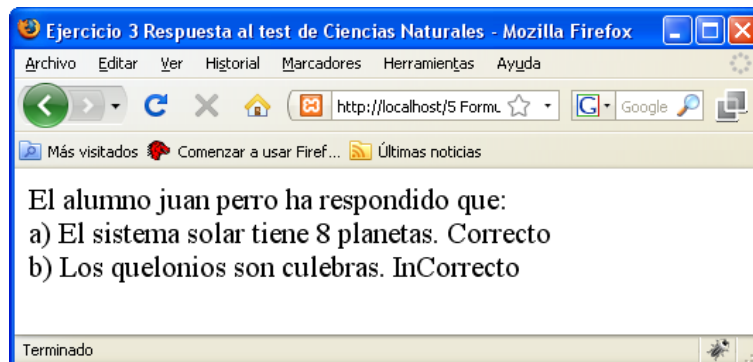 Ejercicio 3 Respuesta al test de Ciencias Naturales - Mozilla Firefox
Archivo Editar Ver Historial Marcadores Herramientas Ayuda
http://localhost/5 Formu G Google
Más visitados Comenzar a usar Firef... Últimas noticias
El alumno juan perro ha respondido que:
a) El sistema solar tiene 8 planetas. Correcto
b) Los quelonios son culebras. InCorrecto
Terminado